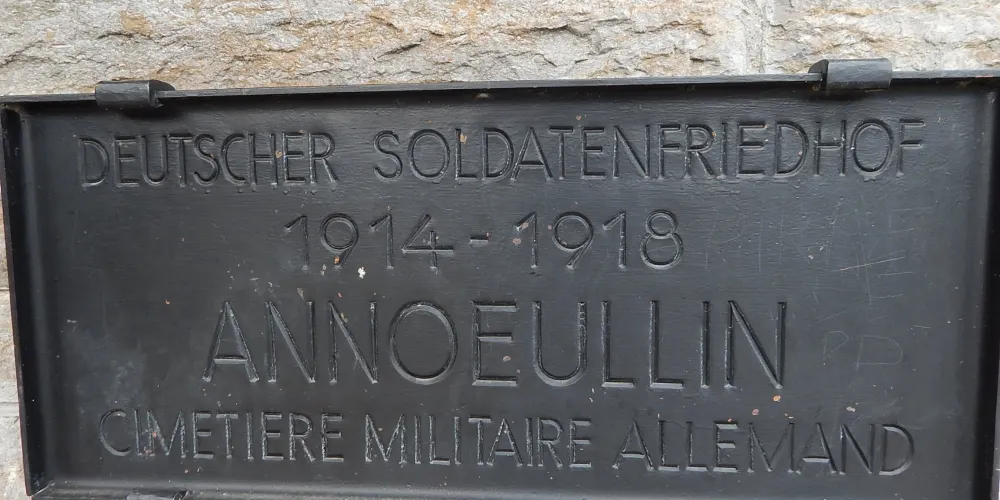 DEUTSCHER SOLDATENFRIEDHOF
1914-1918
ANNOEULLIN
CIMETIERE MILITAIRE ALLEMAND